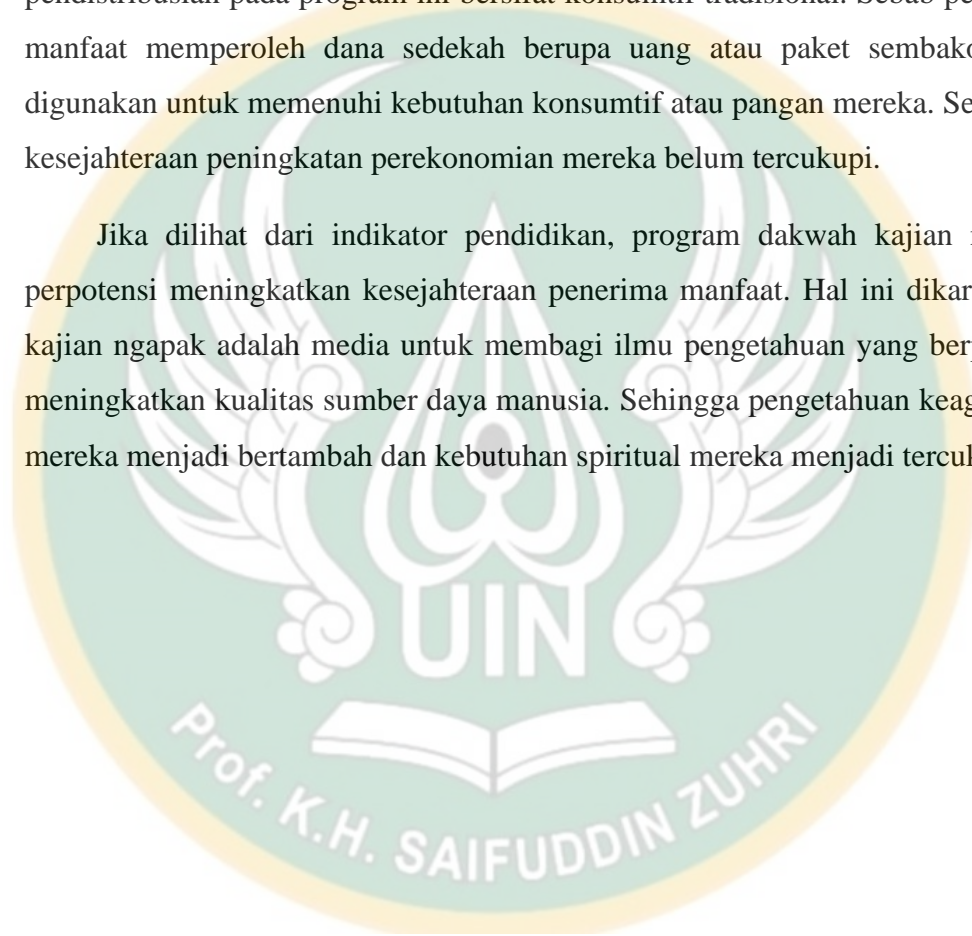 pendistribusian pada program ini bersifat konsumtif tradisional. Sebab pe
manfaat memperoleh dana sedekah berupa uang atau paket sembako
digunakan untuk memenuhi kebutuhan konsumtif atau pangan mereka. Se
kesejahteraan peningkatan perekonomian mereka belum tercukupi.
Jika dilihat dari indikator pendidikan, program dakwah kajian
perpotensi meningkatkan kesejahteraan penerima manfaat. Hal ini dikar
kajian ngapak adalah media untuk membagi ilmu pengetahuan yang berp
meningkatkan kualitas sumber daya manusia. Sehingga pengetahuan keag
mereka menjadi bertambah dan kebutuhan spiritual mereka menjadi tercuk
UIN
Prof. K.H. SAIFUDDIN ZUHRI